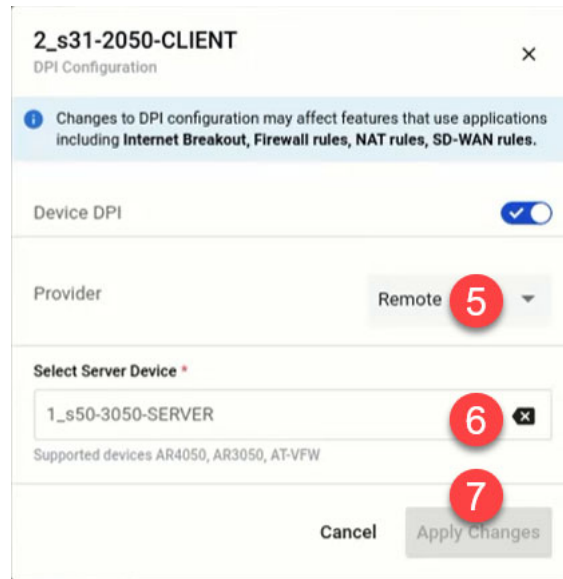 2_s31-2050-CLIENT
DPI Configuration
Changes to DPI configuration may affect features that use applications
including Internet Breakout, Firewall rules, NAT rules, SD-WAN rules.
Device DPI
Provider
Remote
5
Select Server Device *
1_s50-3050-SERVER
6
Supported devices AR4050, AR3050, AT-VFW
7
Cancel
Apply Changes